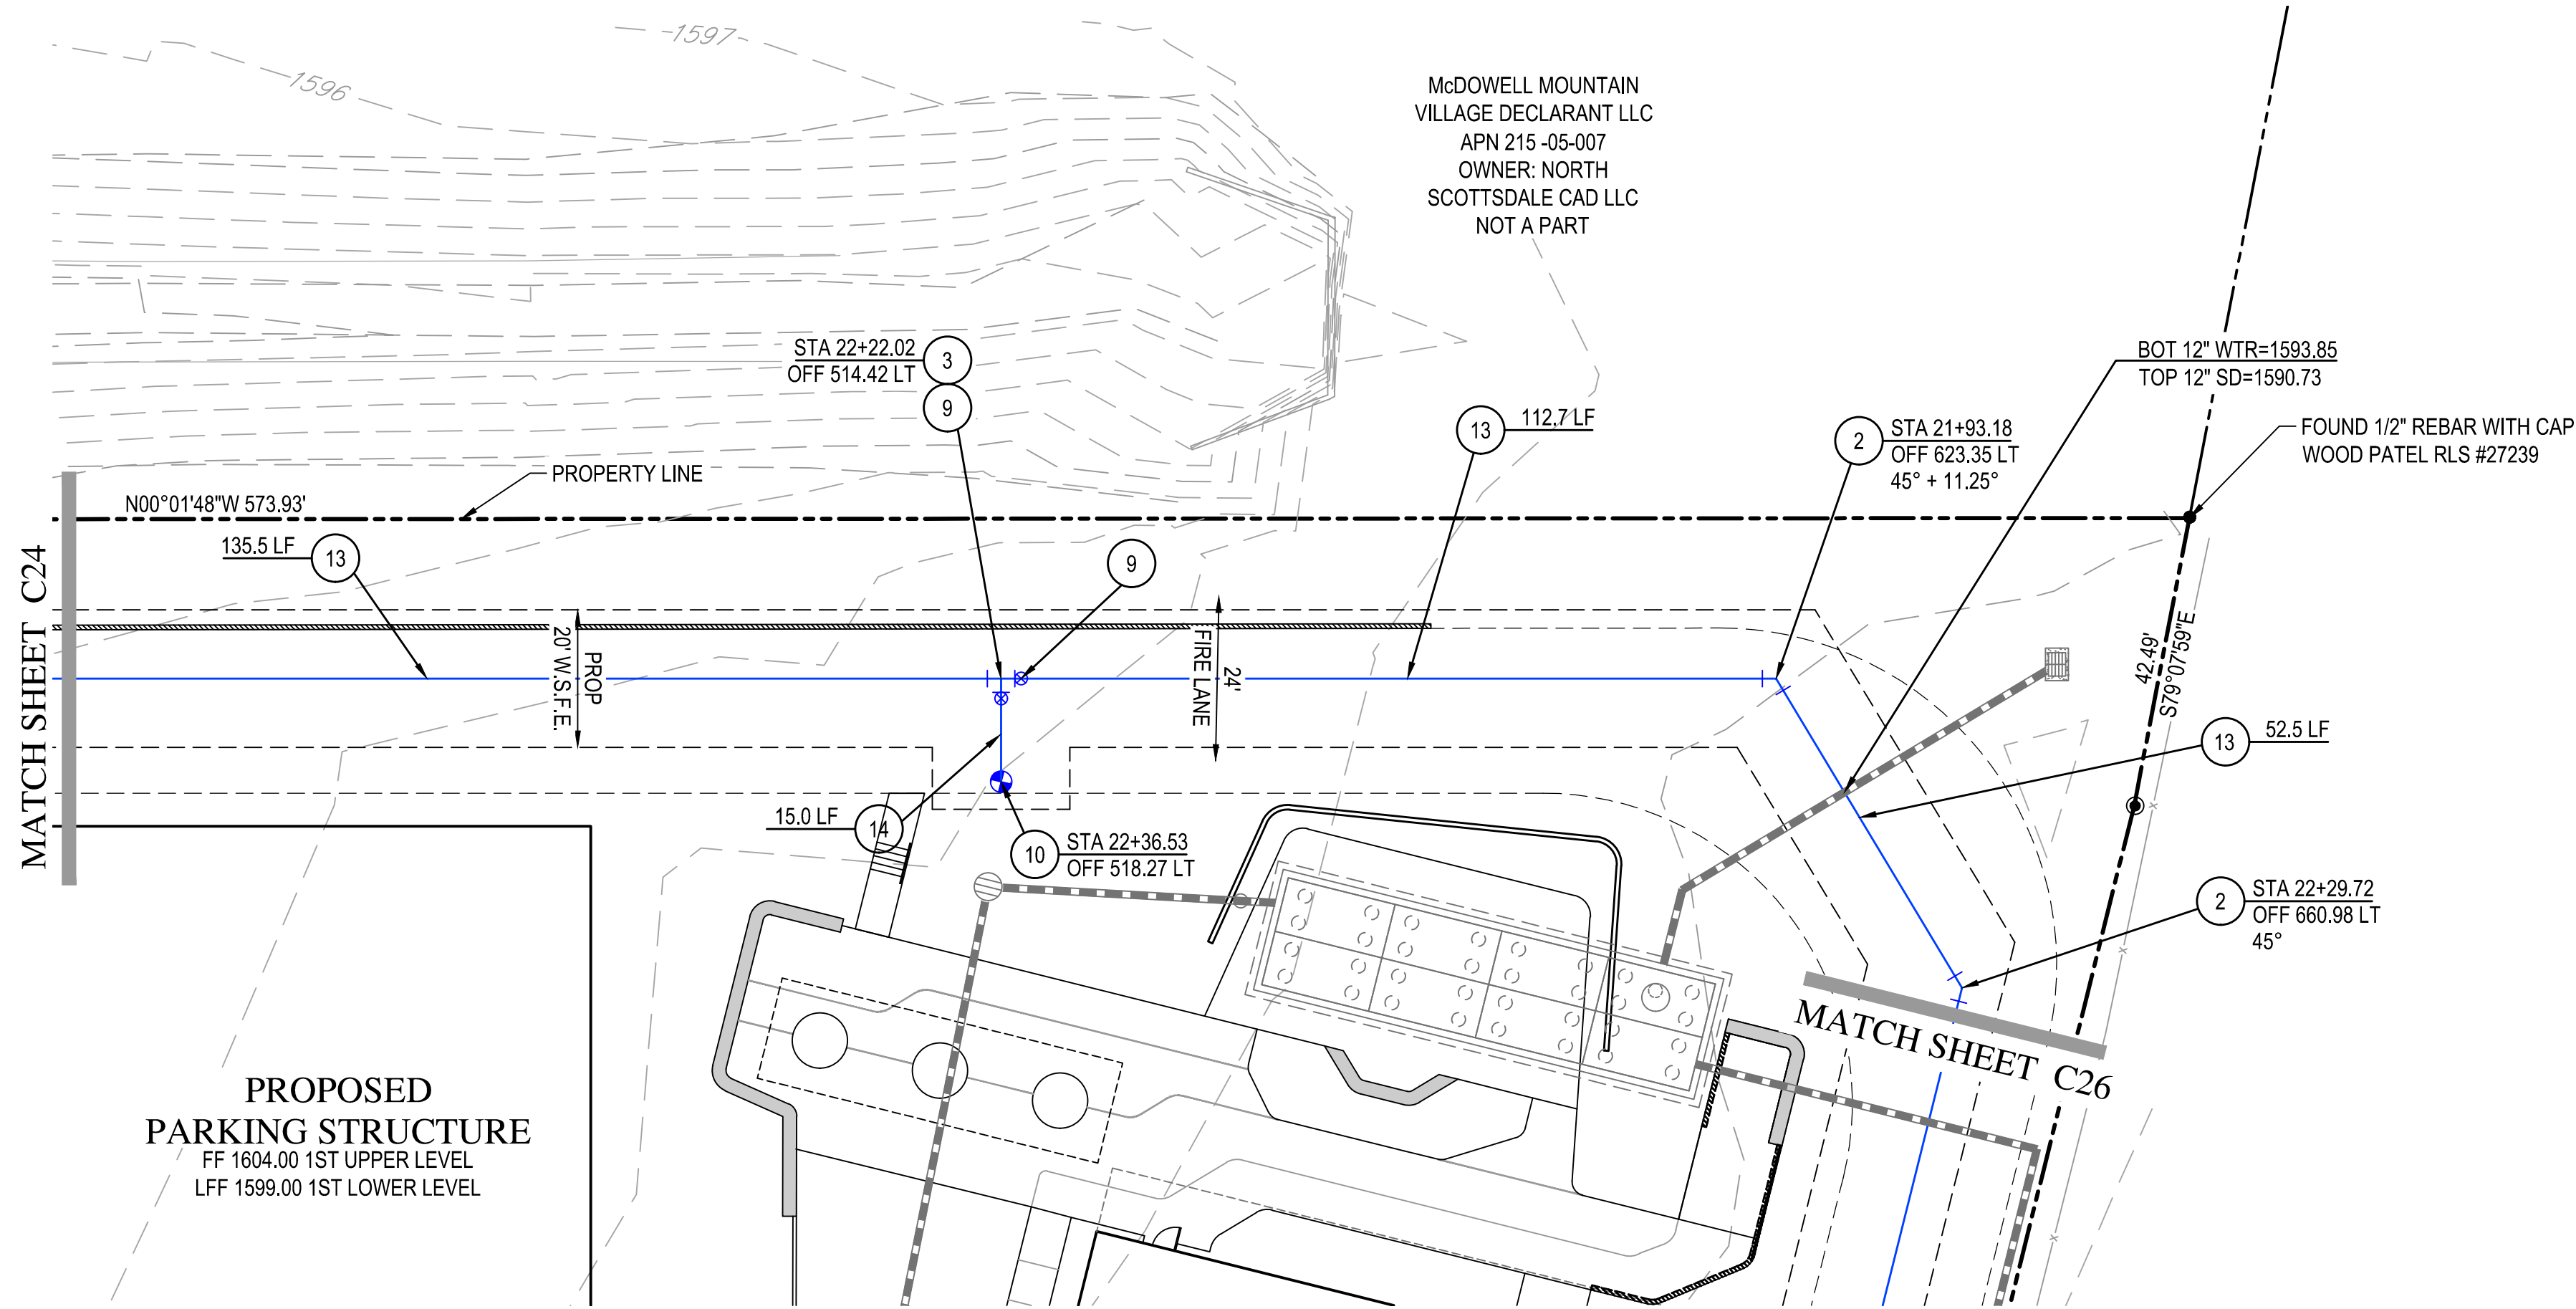 1597
1596
McDOWELL MOUNTAIN
VILLAGE DECLARANT LLC
APN 215 -05-007
OWNER: NORTH
SCOTTSDALE CAD LLC
NOT A PART
STA 22+22.02
OFF 514.42 LT
3
9
BOT 12" WTR=1593.85
TOP 12" SD=1590.73
13
112.7 LF
2
STA 21+93.18
OFF 623.35 LT
45° + 11.25°
FOUND 1/2" REBAR WITH CAP
WOOD PATEL RLS #27239
PROPERTY LINE
N00°01'48"W 573.93'
135.5 LF
13
9
MATCH SHEET C24
PROP
20' W.S.F.E.
24'
FIRE LANE
42.49'
S79°07'59"E
13
52.5 LF
15.0 LF
14
10
STA 22+36.53
OFF 518.27 LT
2
STA 22+29.72
OFF 660.98 LT
45°
MATCH SHEET C26
PROPOSED
PARKING STRUCTURE
FF 1604.00 1ST UPPER LEVEL
LFF 1599.00 1ST LOWER LEVEL
x
x
x